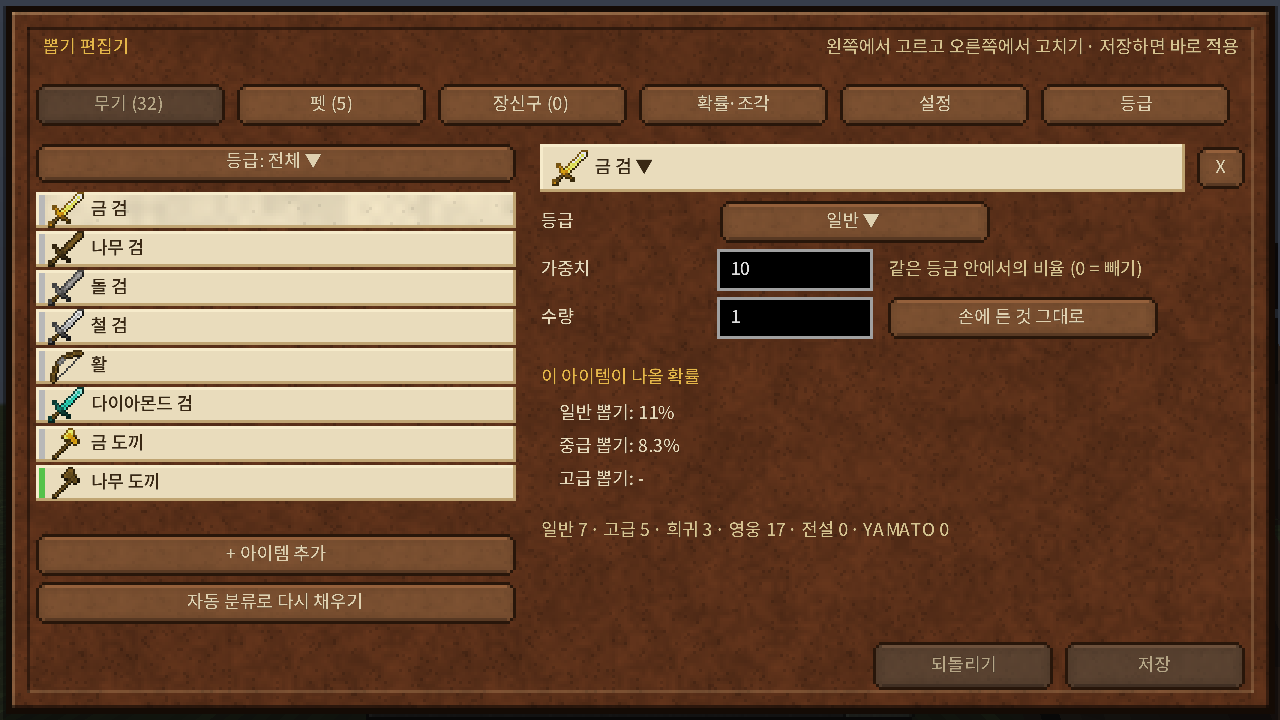 뽑기 편집기
왼쪽에서 고르고 오른쪽에서 고치기 · 저장하면 바로 적용
무기 (32)
펫 (5)
장신구 (0)
확률·조각
설정
등급
등급: 전체 ▼
금 검
나무 검
돌 검
철 검
활
다이아몬드 검
금 도끼
나무 도끼
+ 아이템 추가
자동 분류로 다시 채우기
금 검 ▼
X
등급
일반 ▼
가중치
10
같은 등급 안에서의 비율 (0 = 빼기)
수량
1
손에 든 것 그대로
이 아이템이 나올 확률
일반 뽑기: 11%
중급 뽑기: 8.3%
고급 뽑기: -
일반 7 · 고급 5 · 희귀 3 · 영웅 17 · 전설 0 · YAMATO 0
되돌리기
저장